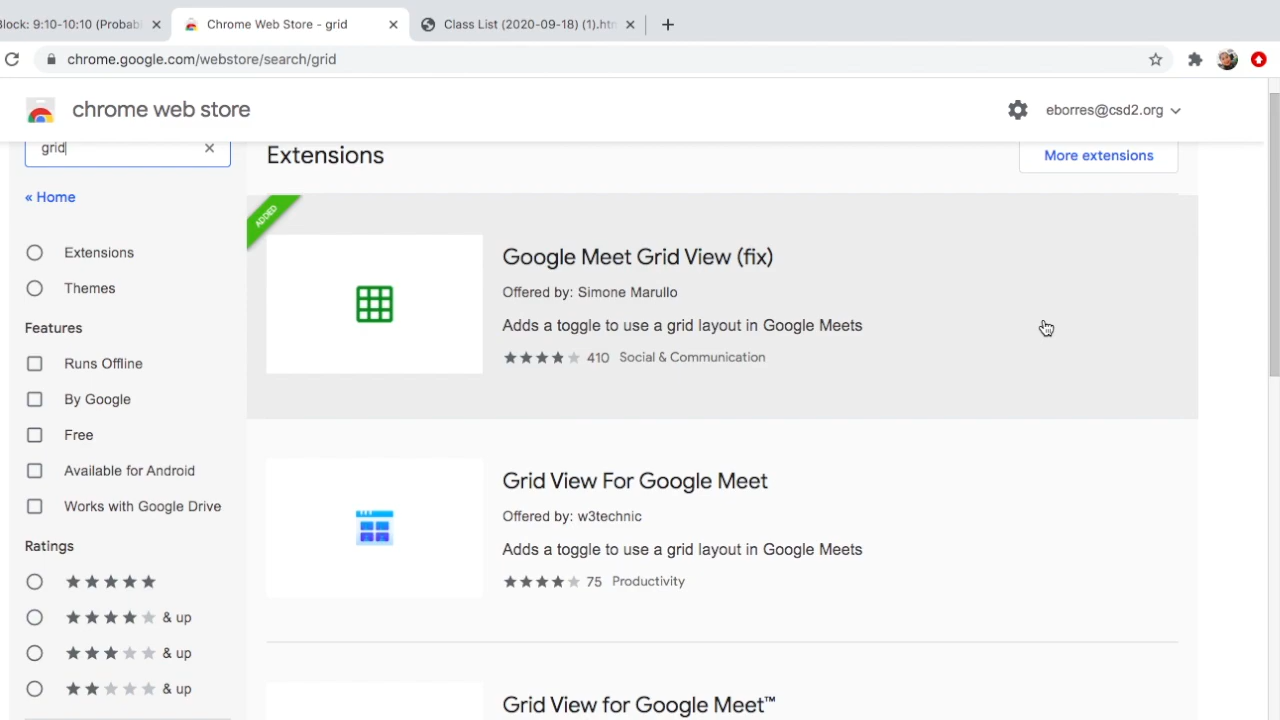 Block: 9:10-10:10 (Probabl
Chrome Web Store - grid
Class List (2020-09-18) (1).htm
chrome.google.com/webstore/search/grid
chrome web store
eborres@csd2.org
grid
Extensions
More extensions
« Home
ADDED
Google Meet Grid View (fix)
Extensions
Offered by: Simone Marullo
Themes
Adds a toggle to use a grid layout in Google Meets
Features
410 Social & Communication
Runs Offline
By Google
Free
Available for Android
Works with Google Drive
Grid View For Google Meet
Offered by: w3technic
Adds a toggle to use a grid layout in Google Meets
75 Productivity
Ratings
& up
& up
& up
Grid View for Google Meet™